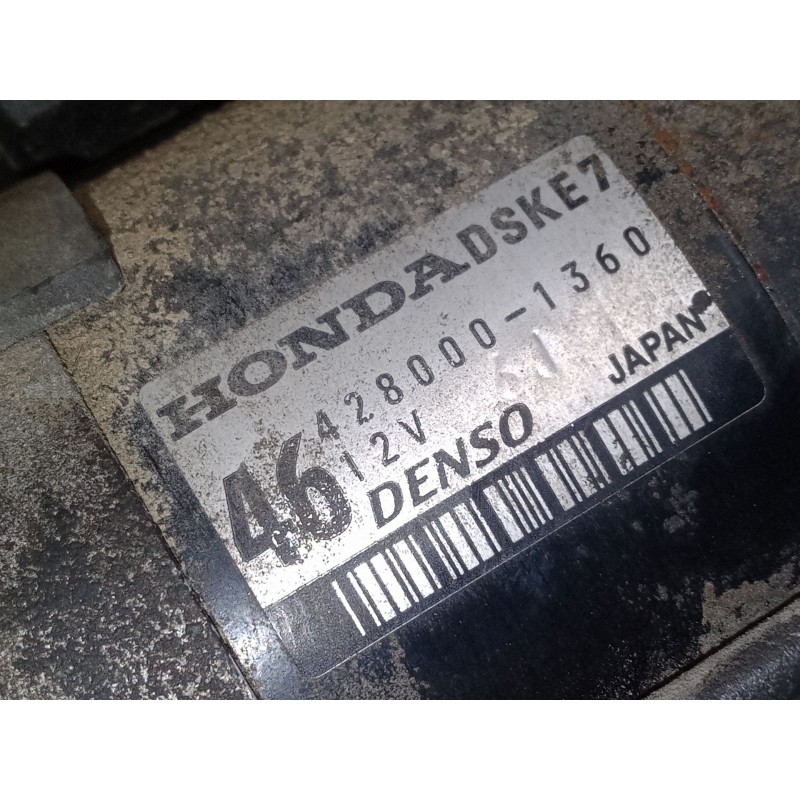 HONDA DSKE7
428000-1360
46 12V
DENSO JAPAN